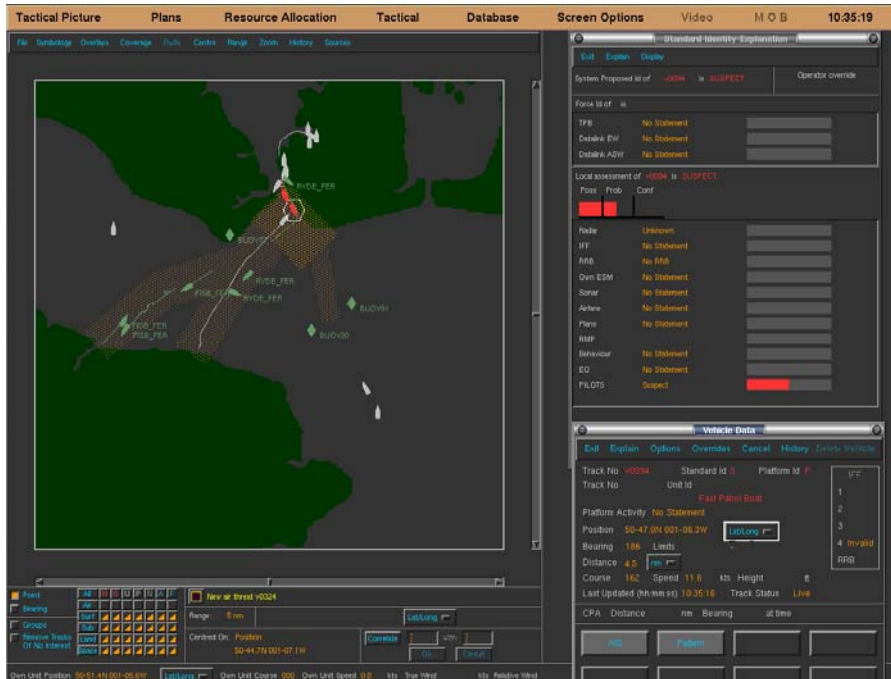 Tactical Picture Plans Resource Allocation Tactical Database Screen Options Video M O B 10:35:19
File Symbology Overlays Coverage Centre Range Zoom History Sources
RYDE_FER
RYDE_FER
RYDE_FER
FISB_FER
FISB_FER
Standard Identity Explanation
Exit Explain Display
System Proposed Id of v0094 is SUSPECT Operator override
Force Id of is
TPB No Statement
Datalink EW No Statement
Datalink ASW No Statement
Local assessment of v0094 is SUSPECT
Poss Prob Conf
Radar Unknown
IFF No Statement
RRB No RRB
Own ESM No Statement
Sonar No Statement
Airlane No Statement
Plans No Statement
RMP
Behaviour No Statement
EO No Statement
PILOTS Suspect
Vehicle Data
Exit Explain Options Overrides Cancel History Delete Vehicle
Track No v0094 Standard Id S Platform Id P IFF
Track No Unit Id
Fast Patrol Boat
Platform Activity No Statement
Position 50-47.0N 001-06.3W Lat/Long
Bearing 186 Limits -
Distance 4.5 nm
Course 162 Speed 11.6 kts Height ft
Last Updated (hh:mm:ss) 10:35:16 Track Status Live
1
2
3
4 Invalid
RRB
CPA Distance nm Bearing at time
AIS Pattern
Point
Bearing
Groups
Remove Tracks Of No Interest
All H S U P N A F
Air
Surf
Sub
Land
Space
New air threat v0324
Range: 5 nm Lat/Long
Centred On: Position Correlate with
50-44.7N 001-07.1W Ok Cancel
Own Unit Position 50-51.4N 001-05.6W Lat/Long Own Unit Course 000 Own Unit Speed 0.0 kts True Wind kts Relative Wind